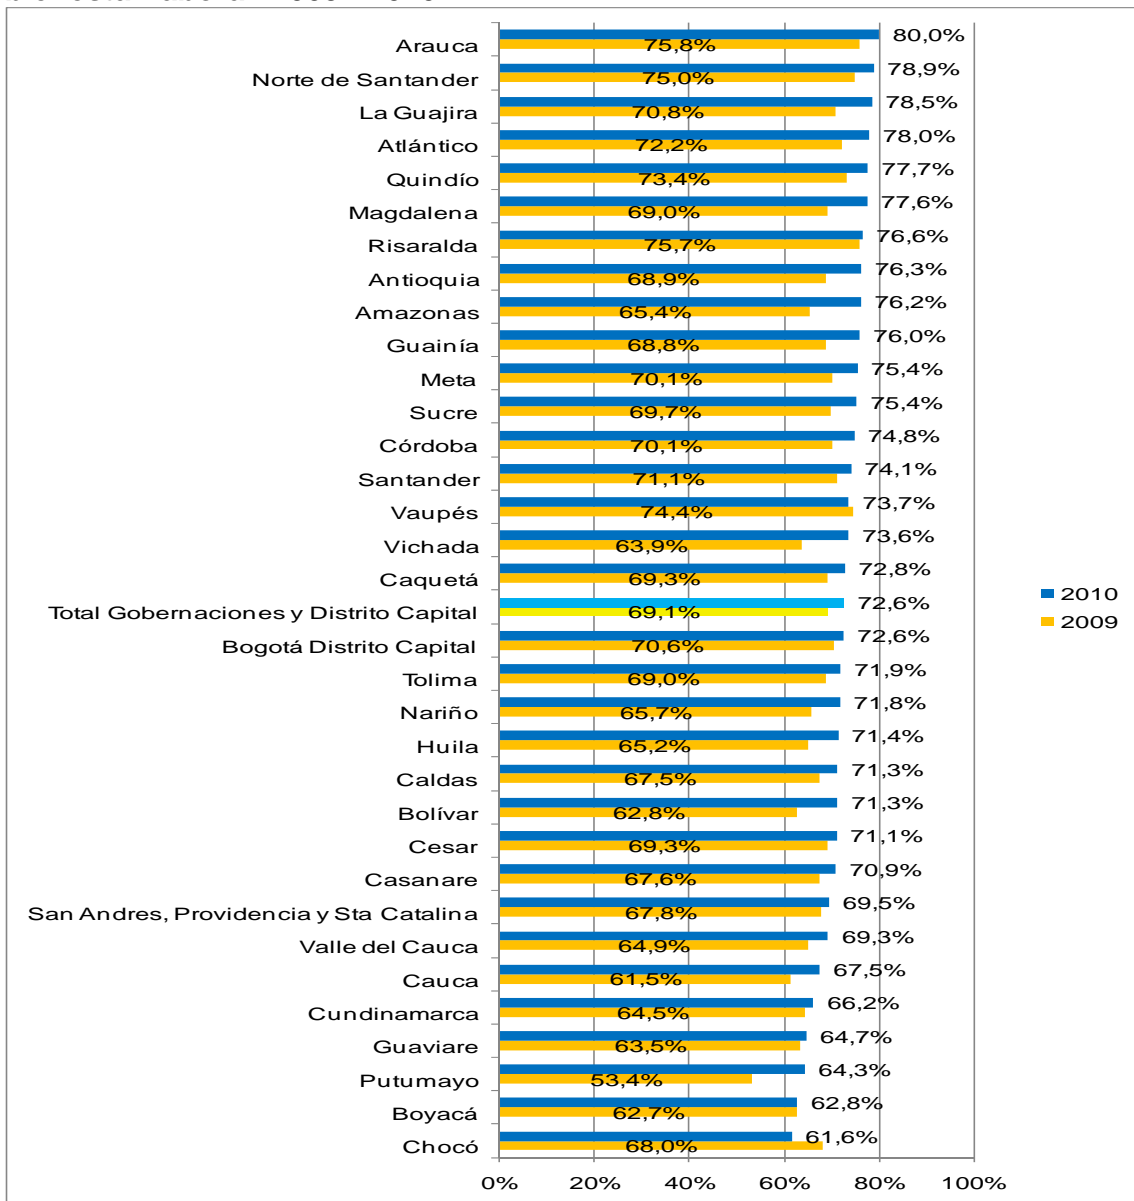 Arauca 80,0%
75,8%
Norte de Santander 78,9%
75,0%
La Guajira 78,5%
70,8%
Atlántico 78,0%
72,2%
Quindío 77,7%
73,4%
Magdalena 77,6%
69,0%
Risaralda 76,6%
75,7%
Antioquia 76,3%
68,9%
Amazonas 76,2%
65,4%
Guainía 76,0%
68,8%
Meta 75,4%
70,1%
Sucre 75,4%
69,7%
Córdoba 74,8%
70,1%
Santander 74,1%
71,1%
Vaupés 73,7%
74,4%
Vichada 73,6%
63,9%
Caquetá 72,8%
69,3%
Total Gobernaciones y Distrito Capital 72,6%
69,1%
Bogotá Distrito Capital 72,6%
70,6%
Tolima 71,9%
69,0%
Nariño 71,8%
65,7%
Huila 71,4%
65,2%
Caldas 71,3%
67,5%
Bolívar 71,3%
62,8%
Cesar 71,1%
69,3%
Casanare 70,9%
67,6%
San Andres, Providencia y Sta Catalina 69,5%
67,8%
Valle del Cauca 69,3%
64,9%
Cauca 67,5%
61,5%
Cundinamarca 66,2%
64,5%
Guaviare 64,7%
63,5%
Putumayo 64,3%
53,4%
Boyacá 62,8%
62,7%
Chocó 61,6%
68,0%
0% 20% 40% 60% 80% 100%
2010
2009